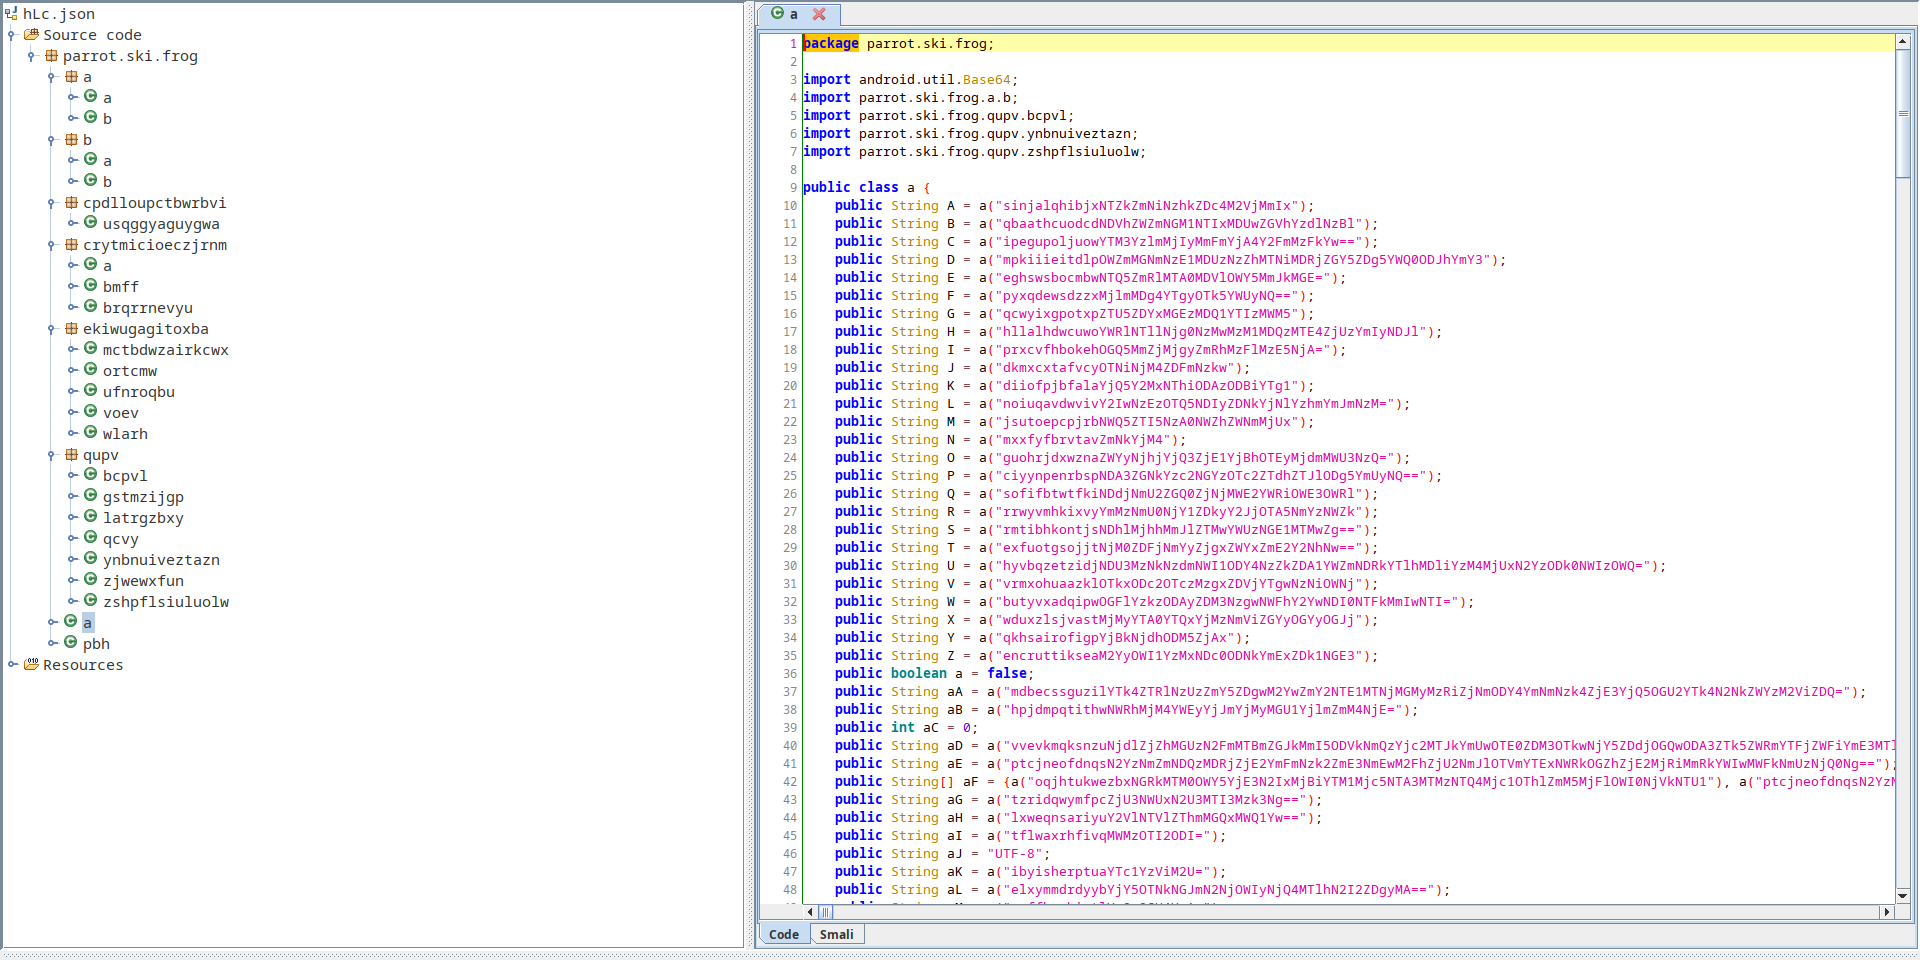 hLc.json
Source code
parrot.ski.frog
a
a
b
b
a
b
cpdlloupctbwrbvi
usqggyaguygwa
crytmicioeczjrnm
a
bmff
brqrrnevyu
ekiwugagitoxba
mctbdwzairkcwx
ortcmw
ufnroqbu
voev
wlarh
qupv
bcpvl
gstmzijgp
latrgzbxy
qcvy
ynbnuiveztazn
zjwewxfun
zshpflsiuluolw
a
pbh
Resources
a
1 package parrot.ski.frog;
2
3 import android.util.Base64;
4 import parrot.ski.frog.a.b;
5 import parrot.ski.frog.qupv.bcpvl;
6 import parrot.ski.frog.qupv.ynbnuiveztazn;
7 import parrot.ski.frog.qupv.zshpflsiuluolw;
8
9 public class a {
10 public String A = a("sinjalqhibjxNTZkZmNiNzhkZDc4M2VjMmIx");
11 public String B = a("qbaathcuodcdNDVhZWZmNGM1NTIxMDUwZGVhYzdlNzBl");
12 public String C = a("ipegupoljuowYTM3YzlmMjIyMmFmYjA4Y2FmMzFkYw==");
13 public String D = a("mpkiiieitdlpOWZmMGNmNzE1MDUzNzZhMTNiMDRjZGY5ZDg5YWQ0ODJhYmY3");
14 public String E = a("eghswsbocmbwNTQ5ZmRlMTA0MDVlOWY5MmJkMGE=");
15 public String F = a("pyxqdewsdzzxMjlmMDg4YTgyOTk5YWUyNQ==");
16 public String G = a("qcwyixgpotxpZTU5ZDYxMGEzMDQ1YTIzMWM5");
17 public String H = a("hllalhdwcuwoYWRlNTllNjg0NzMwMzM1MDQzMTE4ZjUzYmIyNDJl");
18 public String I = a("prxcvfhbokehOGQ5MmZjMjgyZmRhMzFlMzE5NjA=");
19 public String J = a("dkmxcxtafvcyOTNiNjM4ZDFmNzkw");
20 public String K = a("diiofpjbfalaYjQ5Y2MxNThiODAzODBiYTg1");
21 public String L = a("noiuqavdwvivY2IwNzEzOTQ5NDIyZDNkYjNlYzhmYmJmNzM=");
22 public String M = a("jsutoepcpjrbNWQ5ZTI5NzA0NWZhZWNmMjUx");
23 public String N = a("mxxfyfbrvtavZmNkYjM4");
24 public String O = a("guohrjdxwznaZWYyNjhjYjQ3ZjE1YjBhOTEyMjdmMWU3NzQ=");
25 public String P = a("ciyynpenrbspNDA3ZGNkYzc2NGYzOTc2ZTdhZTJlODg5YmUyNQ==");
26 public String Q = a("sofifbtwtfkiNDdjNmU2ZGQ0ZjNjMWE2YWRiOWE3OWRl");
27 public String R = a("rrwyvmhkixvyYmMzNmU0NjY1ZDkyY2JjOTA5NmYzNWZk");
28 public String S = a("rmtibhkontjsNDhlMjhhMmJlZTMwYWUzNGE1MTMwZg==");
29 public String T = a("exfuotgsojjtNjM0ZDFjNmYyZjgxZWYxZmE2Y2NhNw==");
30 public String U = a("hyvbqzetzidjNDU3MzNkNzdmNWI1ODY4NzZkZDA1YWZmNDRkYTlhMDliYzM4MjUxN2YzODk0NWIzOWQ=");
31 public String V = a("vrmxohuaazklOTkxODc2OTczMzgxZDVjYTgwNzNiOWNj");
32 public String W = a("butyvxadqipwOGFlYzkzODAyZDM3NzgwNWFhY2YwNDI0NTFkMmIwNTI=");
33 public String X = a("wduxzlsjvastMjMyYTA0YTQxYjMzNmViZGYyOGYyOGJj");
34 public String Y = a("qkhsairofigpYjBkNjdhODM5ZjAx");
35 public String Z = a("encruttikseaM2YyOWI1YzMxNDc0ODNkYmExZDk1NGE3");
36 public boolean a = false;
37 public String aA = a("mdbecssguzilYTk4ZTRlNzUzZmY5ZDgwM2YwZmY2NTE1MTNjMGMyMzRiZjNmODY4YmNmNzk4ZjE3YjQ5OGU2YTk4N2NkZWYzM2ViZDQ=");
38 public String aB = a("hpjdmpqtithwNWRhMjM4YWEyYjJmYjMyMGU1YjlmZmM4NjE=");
39 public int aC = 0;
40 public String aD = a("vvevkmqksnzuNjdlZjZhMGUzN2FmMTBmZGJkMmI5ODVkNmQzYjc2MTJkYmUwOTE0ZDM3OTkwNjY5ZDdjOGQwODA3ZTk5ZWRmYTFjZWFiYmE3MTl
41 public String aE = a("ptcjneofdnqsN2YzNmZmNDQzMDRjZjE2YmFmNzk2ZmE3NmEwM2FhZjU2NmJlOTVmYTExNWRkOGZhZjE2MjRiMmRkYWIwMWFkNmUzNjQ0Ng==");
42 public String[] aF = {a("oqjhtukwezbxNGRkMTM0OWY5YjE3N2IxMjBiYTM1Mjc5NTA3MTMzNTQ4Mjc1OThlZmM5MjFlOWI0NjVkNTU1"), a("ptcjneofdnqsN2YzN
43 public String aG = a("tzridqwymfpcZjU3NWUxN2U3MTI3Mzk3Ng==");
44 public String aH = a("lxweqnsariyuY2VlNTVlZThmMGQxMWQ1Yw==");
45 public String aI = a("tflwaxrhfivqMWMzOTI2ODI=");
46 public String aJ = "UTF-8";
47 public String aK = a("ibyisherptuaYTc1YzViM2U=");
48 public String aL = a("elxymmdrdyybYjY5OTNkNGJmN2NjOWIyNjQ4MTlhN2I2ZDgyMA==");
Code
Smali